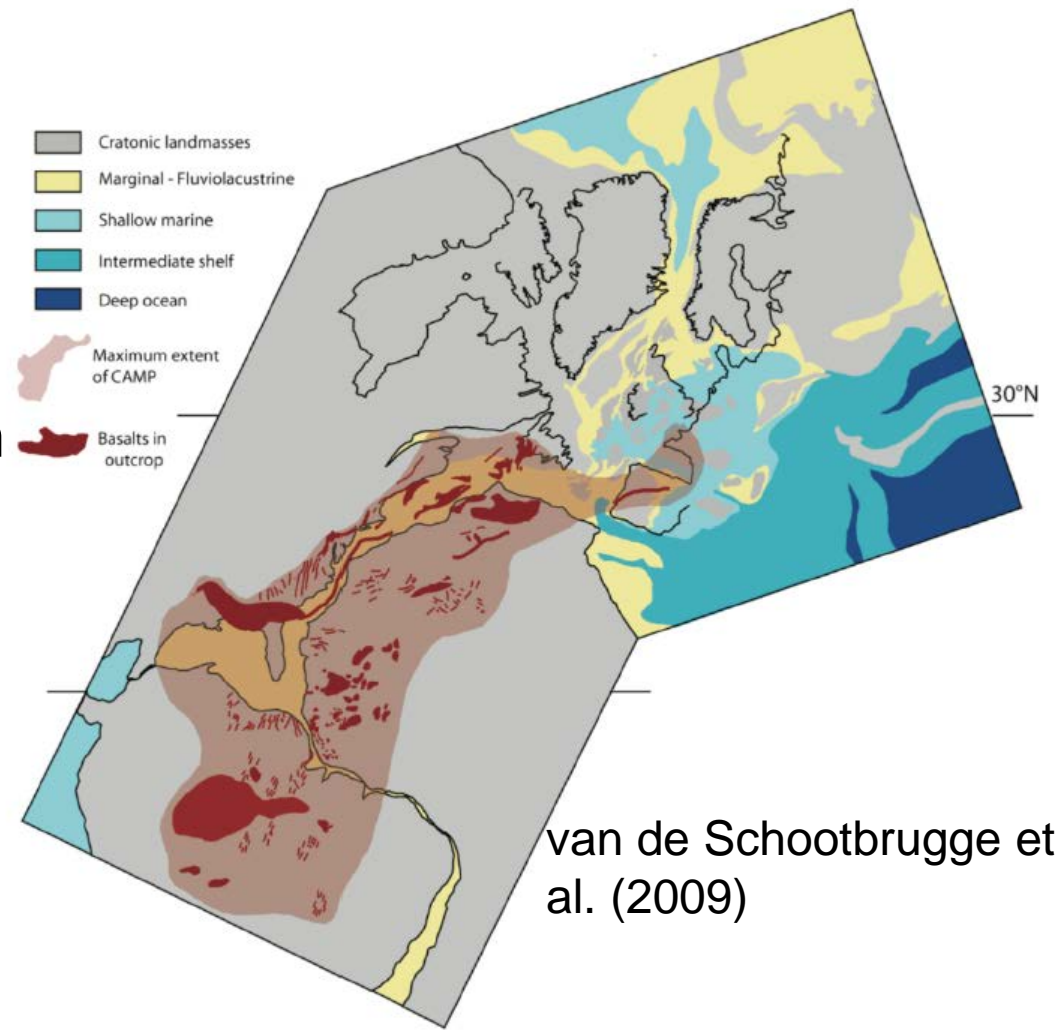 Cratonic landmasses
Marginal - Fluviolacustrine
Shallow marine
Intermediate shelf
Deep ocean
Maximum extent
of CAMP
Basalts in
outcrop
30°N
van de Schootbrugge et
al. (2009)